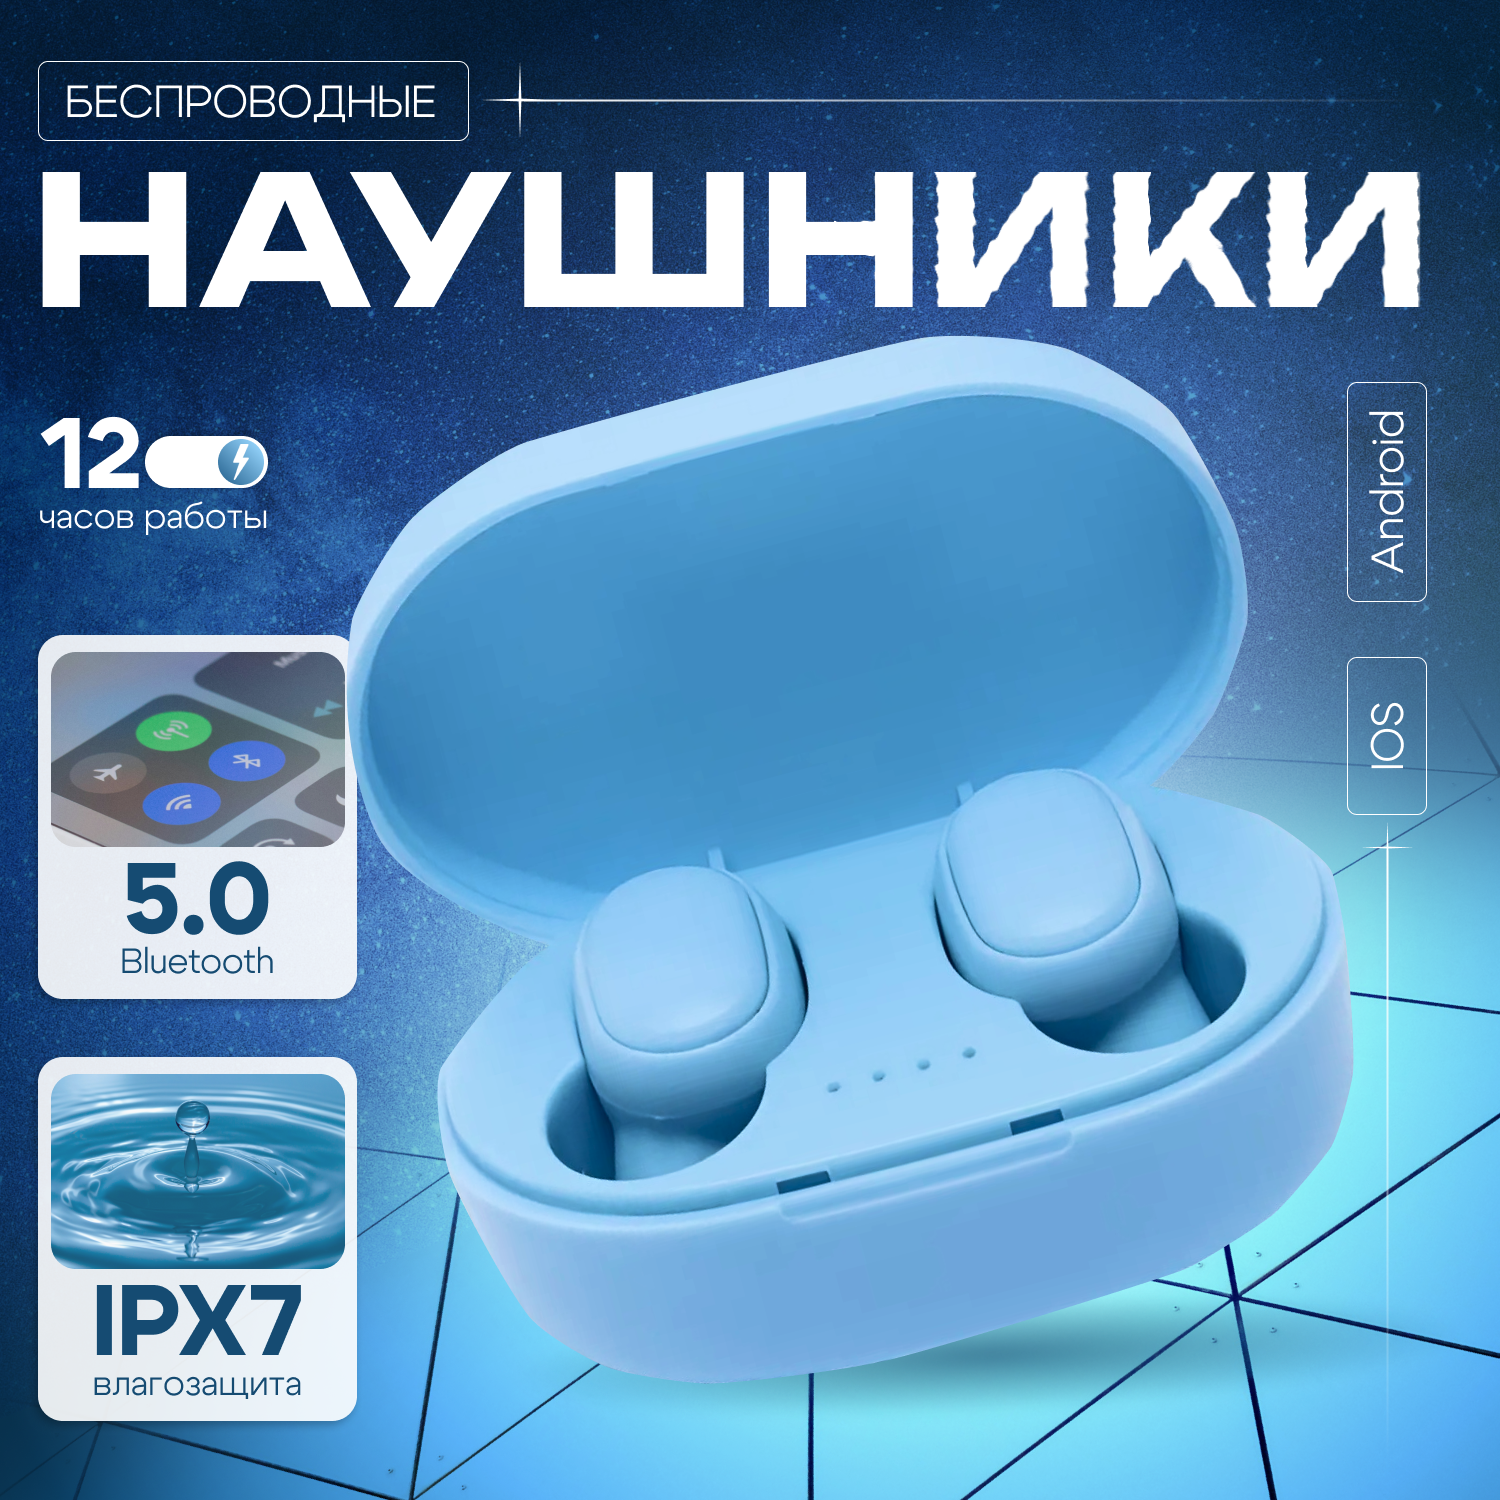 БЕСПРОВОДНЫЕ
НАУШНИКИ
12
часов работы
Android
IOS
5.0
Bluetooth
IPX7
влагозащита